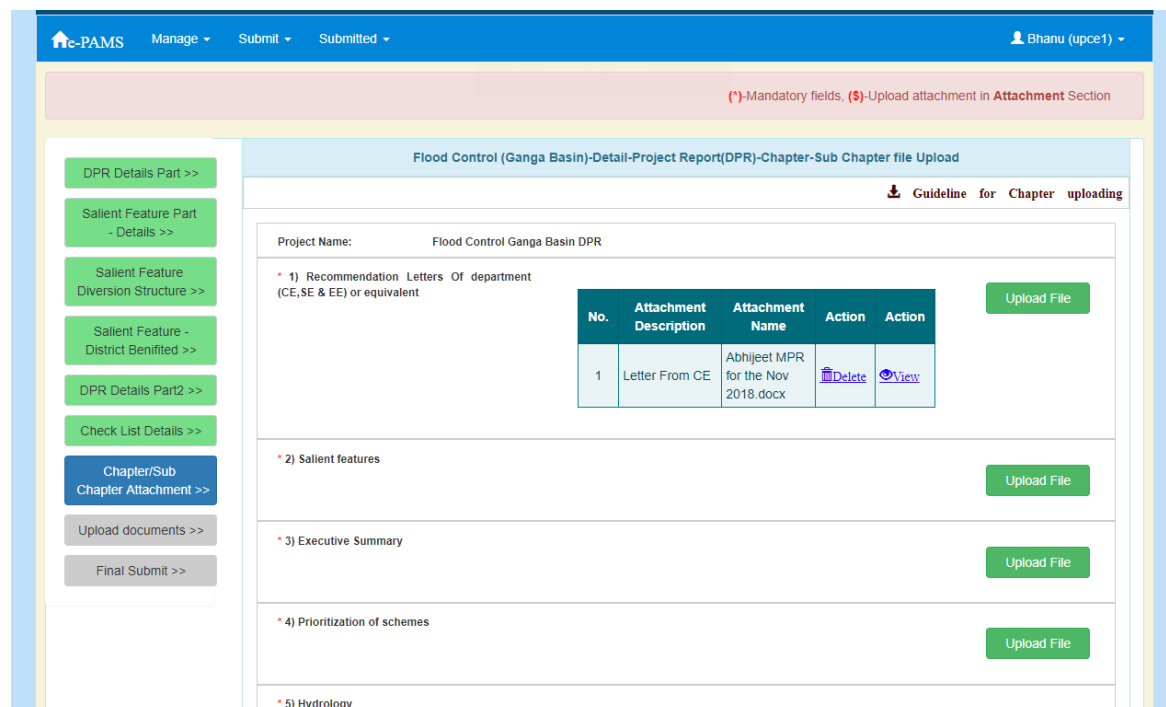 e-PAMS Manage Submit Submitted Bhanu (upce1)
(*)-Mandatory fields, ($)-Upload attachment in Attachment Section
DPR Details Part >>
Salient Feature Part
- Details >>
Salient Feature
Diversion Structure >>
Salient Feature -
District Benifited >>
DPR Details Part2 >>
Check List Details >>
Chapter/Sub
Chapter Attachment >>
Upload documents >>
Final Submit >>
Flood Control (Ganga Basin)-Detail-Project Report(DPR)-Chapter-Sub Chapter file Upload
Guideline for Chapter uploading
Project Name: Flood Control Ganga Basin DPR
* 1) Recommendation Letters Of department
(CE,SE & EE) or equivalent
No. Attachment Description Attachment Name Action Action
1 Letter From CE Abhijeet MPR for the Nov 2018.docx Delete View
Upload File
* 2) Salient features
Upload File
* 3) Executive Summary
Upload File
* 4) Prioritization of schemes
Upload File
* 5) Hydrology